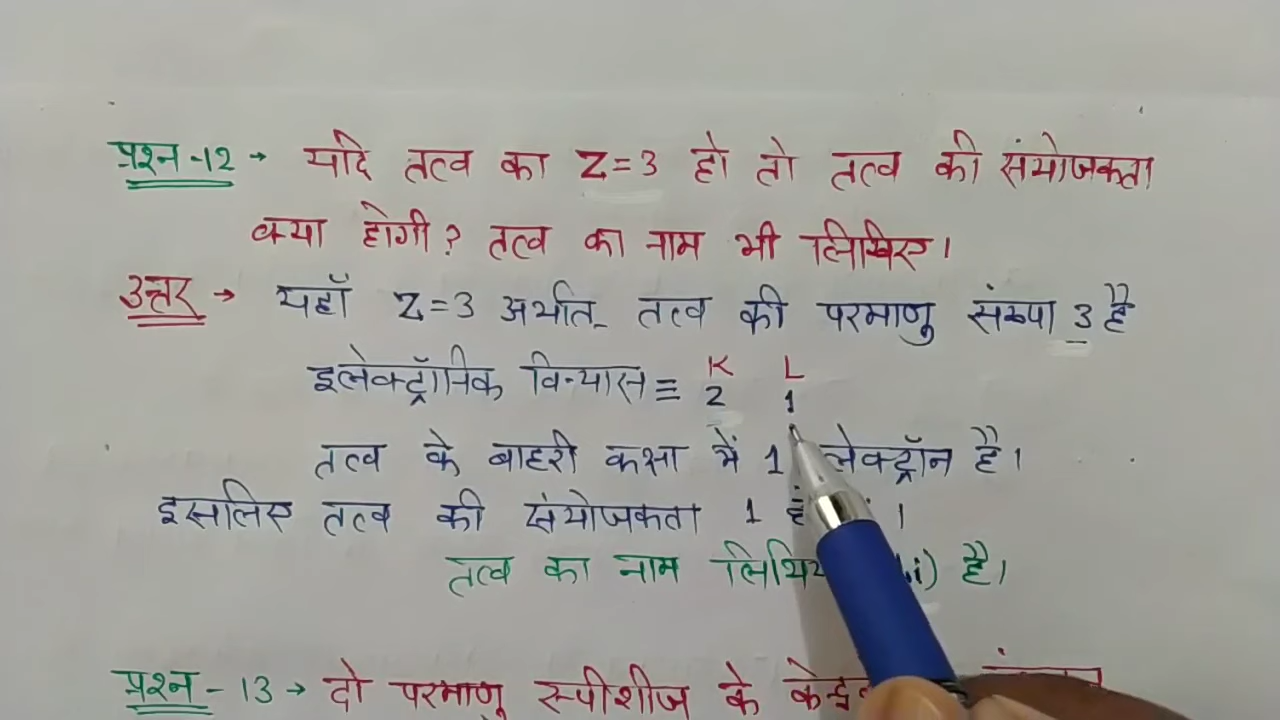 प्रश्न-12 → यदि तत्व का Z=3 हो तो तत्व की संयोजकता
क्या होगी? तत्व का नाम भी लिखिए।
उत्तर → यहाँ Z=3 अर्थात् तत्व की परमाणु संख्या 3 है
K L
इलेक्ट्रॉनिक विन्यास ≡ 2 1
तत्व के बाहरी कक्षा में 1 लेक्ट्रॉन है।
इसलिए तत्व की संयोजकता 1
तत्व का नाम है।
प्रश्न-13 → दो परमाणु स्पीशीज के